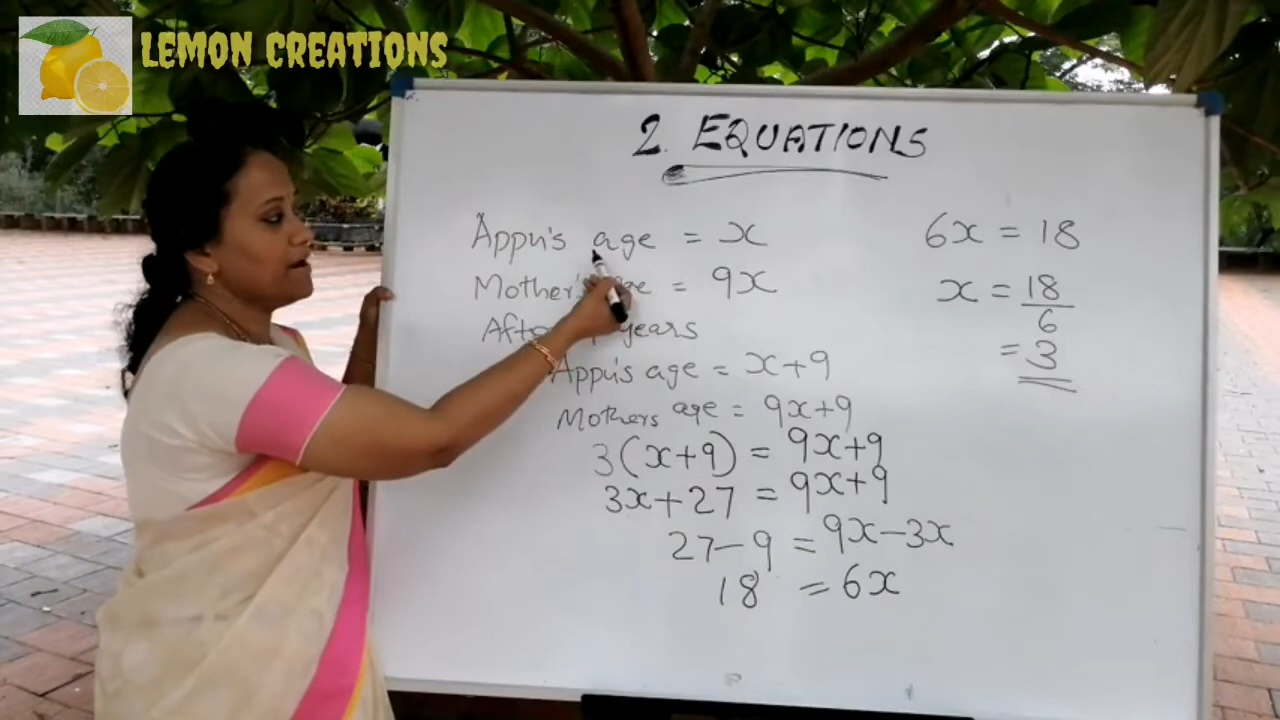 LEMON CREATIONS
2. EQUATIONS
Appu's age = x
Mother's age = 9x
After years
Appu's age = x+9
Mothers age = 9x+9
3(x+9) = 9x+9
3x+27 = 9x+9
27-9 = 9x-3x
18 = 6x
6x = 18
x = 18
6
= 3